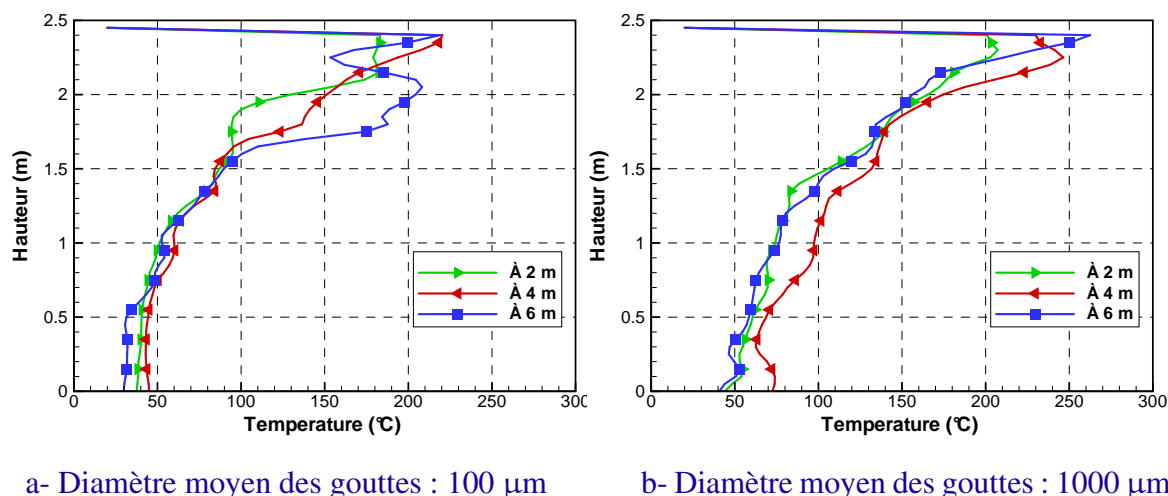 2.5
2
1.5
1
0.5
0
Hauteur (m)
0 50 100 150 200 250 300
Temperature (°C)
À 2 m
À 4 m
À 6 m
a- Diamètre moyen des gouttes : 100 µm
2.5
2
1.5
1
0.5
0
Hauteur (m)
0 50 100 150 200 250 300
Temperature (°C)
À 2 m
À 4 m
À 6 m
b- Diamètre moyen des gouttes : 1000 µm